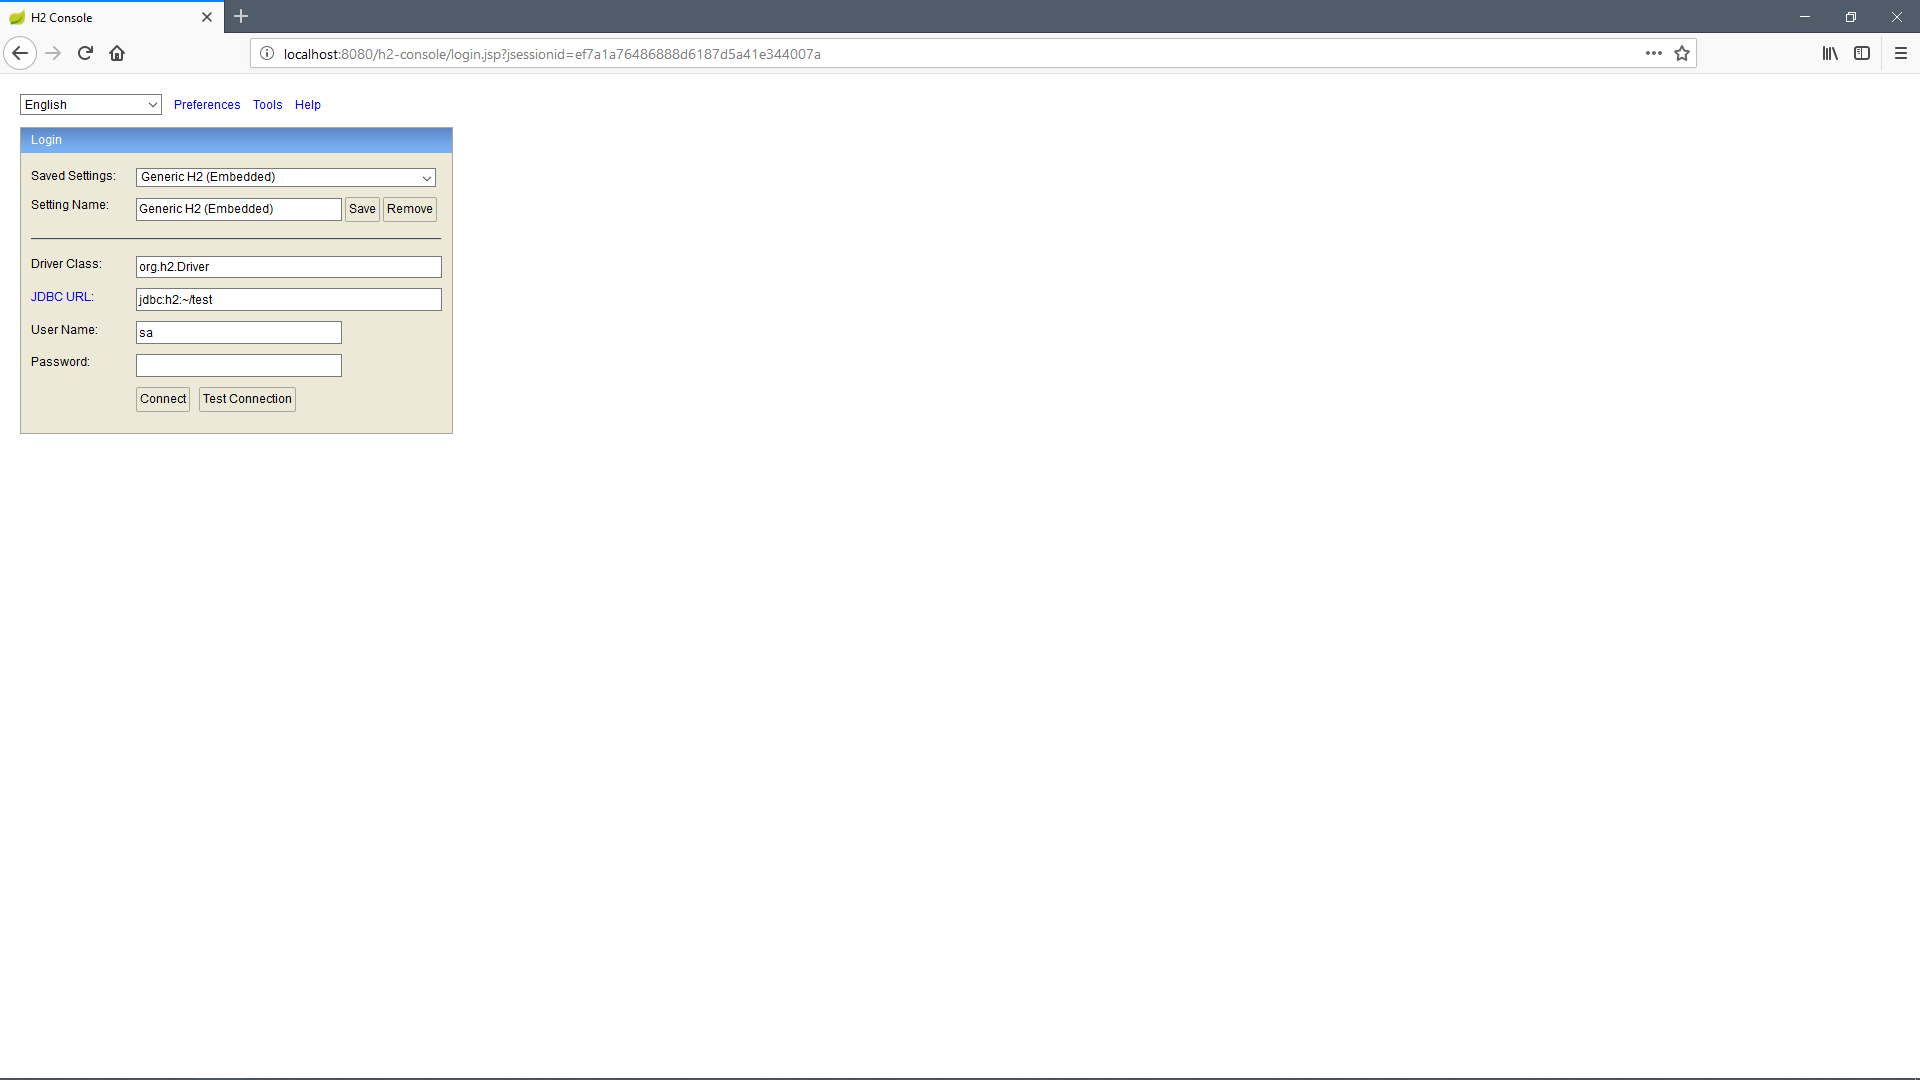 H2 Console
localhost:8080/h2-console/login.jsp?jsessionid=ef7a1a76486888d6187d5a41e344007a
English Preferences Tools Help
Login
Saved Settings: Generic H2 (Embedded)
Setting Name: Generic H2 (Embedded) Save Remove
Driver Class: org.h2.Driver
JDBC URL: jdbc:h2:~/test
User Name: sa
Password:
Connect Test Connection